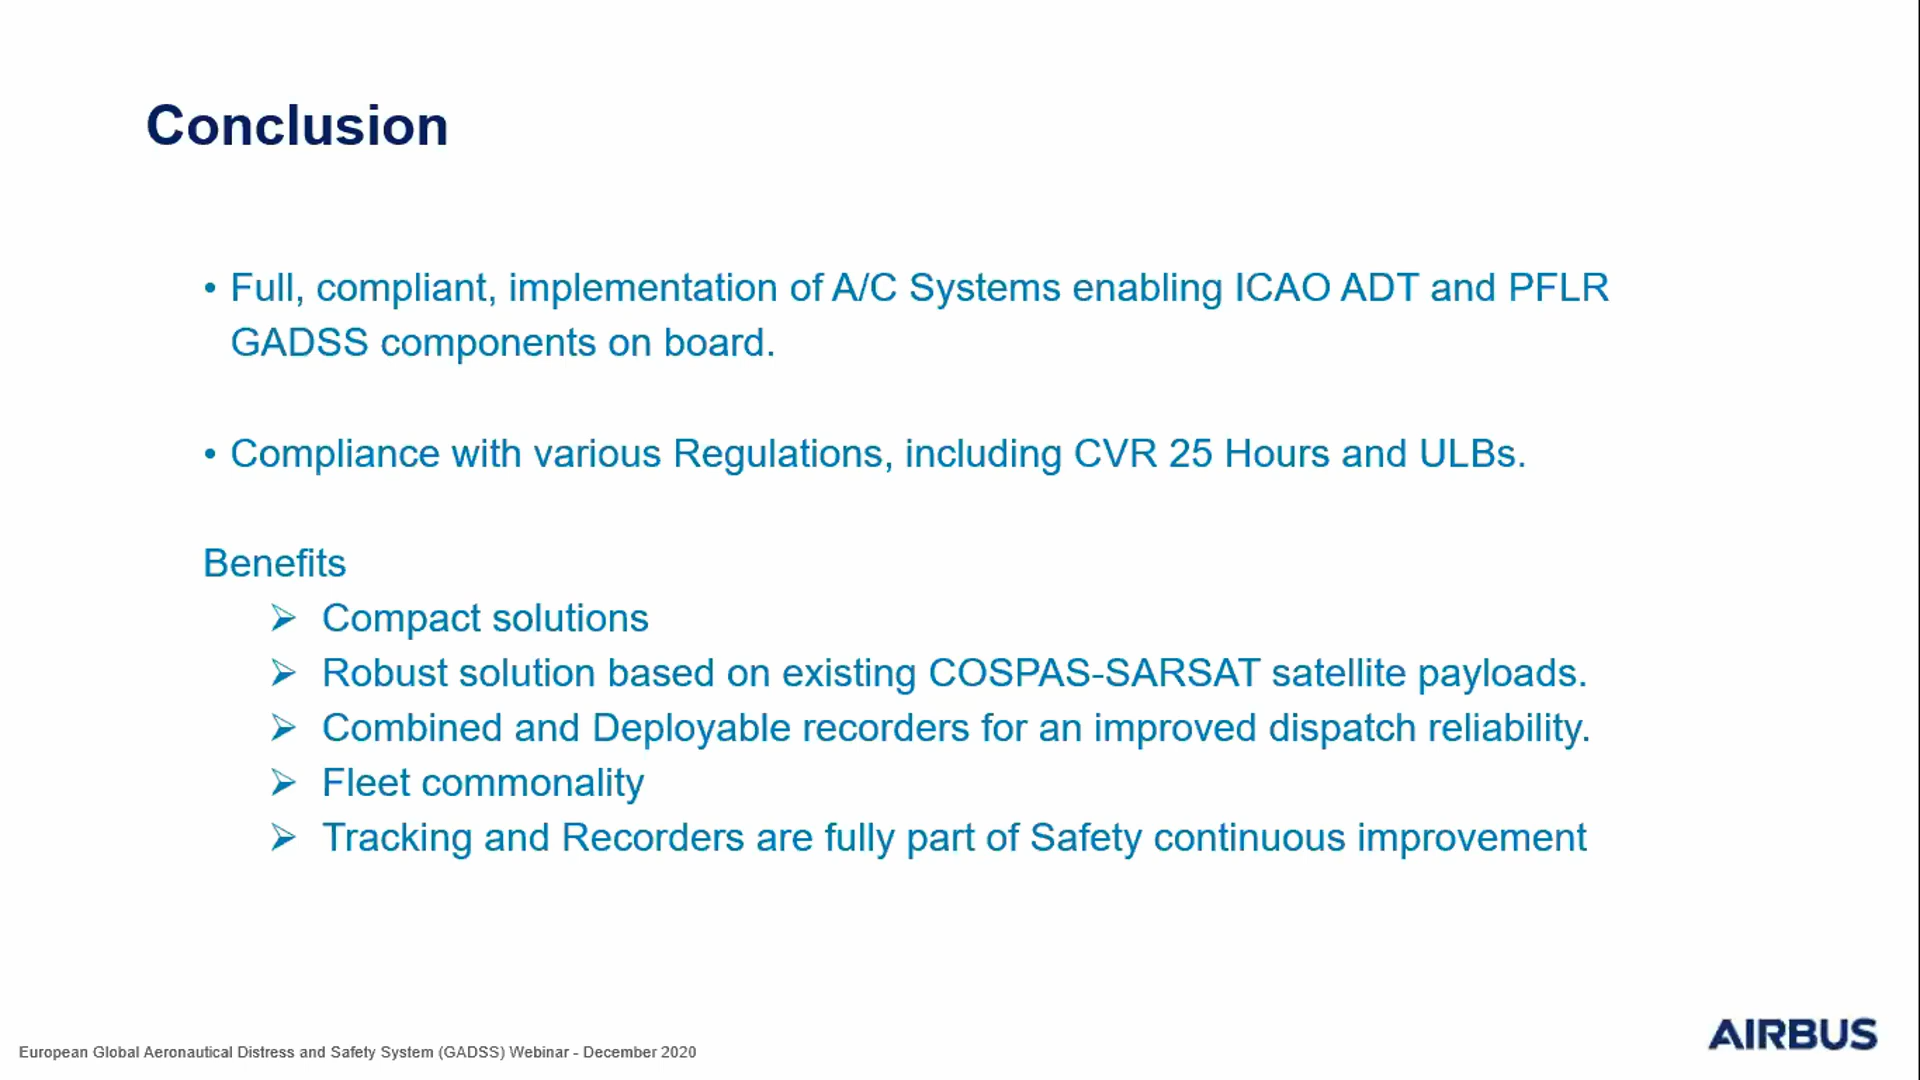 Conclusion
• Full, compliant, implementation of A/C Systems enabling ICAO ADT and PFLR
GADSS components on board.
• Compliance with various Regulations, including CVR 25 Hours and ULBs.
Benefits
➢ Compact solutions
➢ Robust solution based on existing COSPAS-SARSAT satellite payloads.
➢ Combined and Deployable recorders for an improved dispatch reliability.
➢ Fleet commonality
➢ Tracking and Recorders are fully part of Safety continuous improvement
European Global Aeronautical Distress and Safety System (GADSS) Webinar - December 2020
AIRBUS